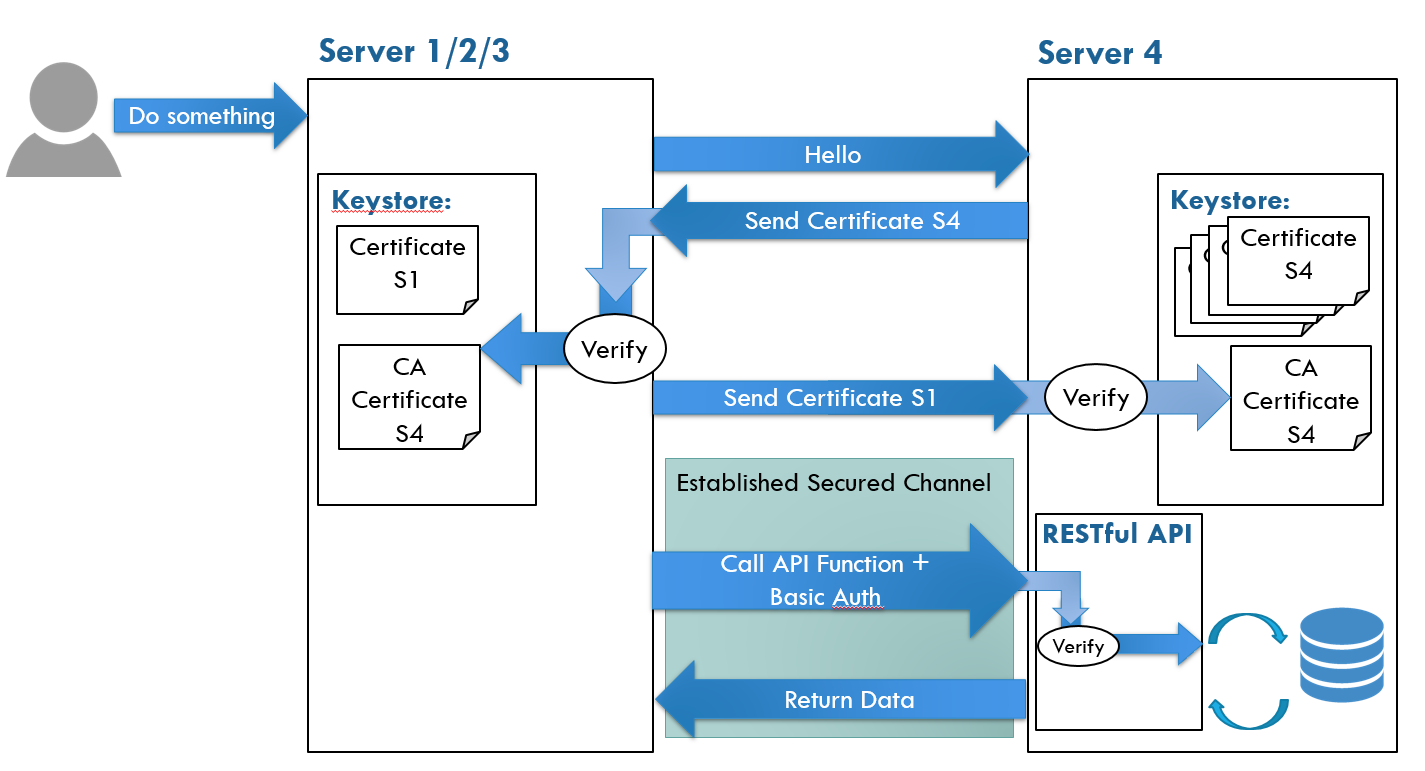 Server 1/2/3
Server 4
Do something
Hello
Keystore:
Certificate
S1
CA
Certificate
S4
Send Certificate S4
Verify
Send Certificate S1
Verify
Keystore:
Certificate
S4
CA
Certificate
S4
Established Secured Channel
Call API Function +
Basic Auth
RESTful API
Verify
Return Data